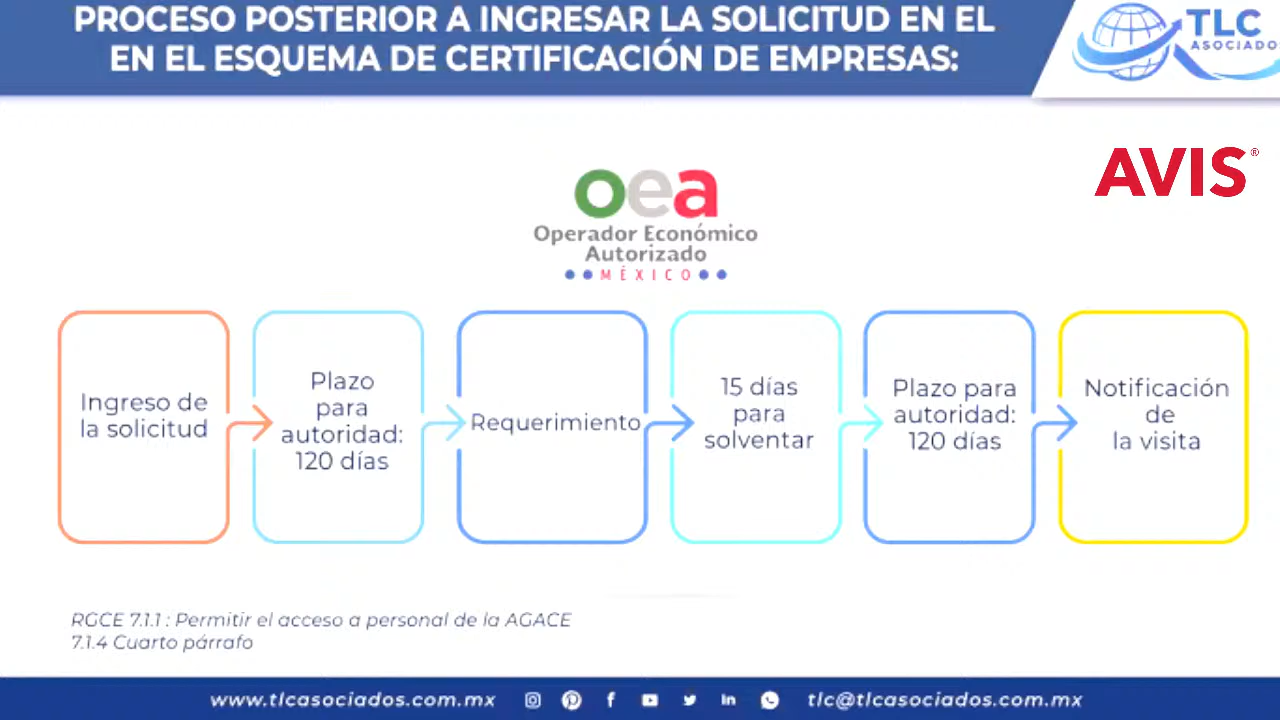 PROCESO POSTERIOR A INGRESAR LA SOLICITUD EN EL
EN EL ESQUEMA DE CERTIFICACIÓN DE EMPRESAS:
TLC
ASOCIADO
AVIS®
oea
Operador Económico
Autorizado
MÉXICO
Ingreso de
la solicitud
Plazo
para
autoridad:
120 días
Requerimiento
15 días
para
solventar
Plazo para
autoridad:
120 días
Notificación
de
la visita
RGCE 7.1.1 : Permitir el acceso a personal de la AGACE
7.1.4 Cuarto párrafo
www.tlcasociados.com.mx
tlc@tlcasociados.com.mx